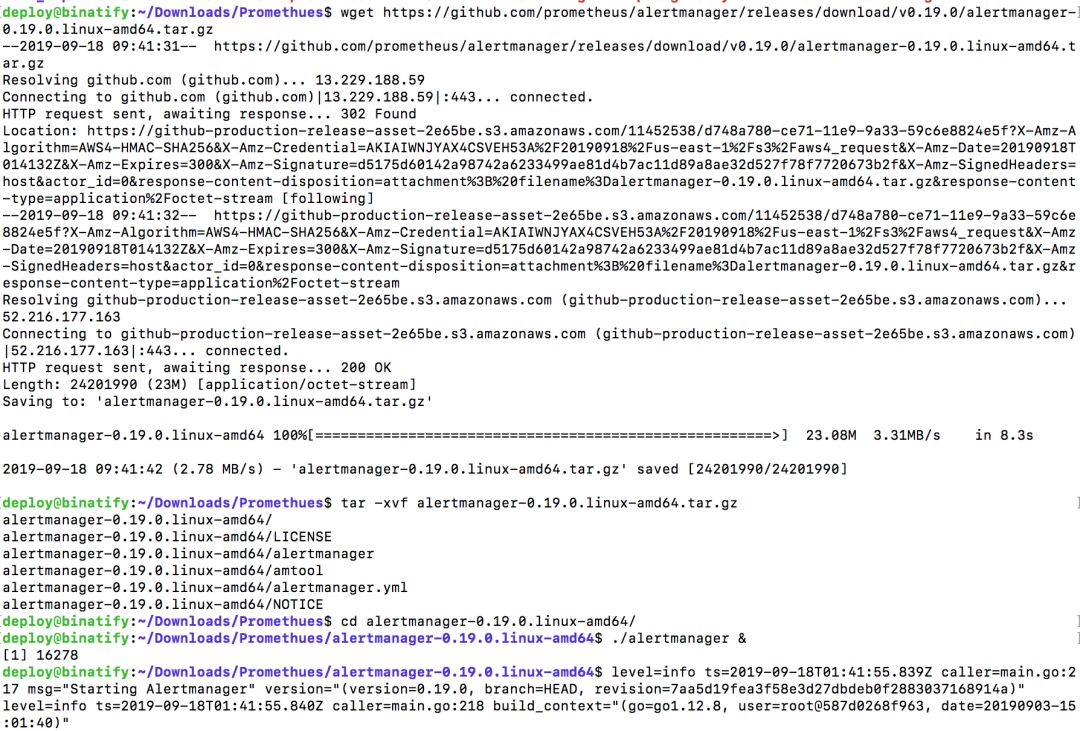 [deploy@binatify:~/Downloads/Promethues$ wget https://github.com/prometheus/alertmanager/releases/download/v0.19.0/alertmanager-]
0.19.0.linux-amd64.tar.gz
--2019-09-18 09:41:31--  https://github.com/prometheus/alertmanager/releases/download/v0.19.0/alertmanager-0.19.0.linux-amd64.t
ar.gz
Resolving github.com (github.com)... 13.229.188.59
Connecting to github.com (github.com)|13.229.188.59|:443... connected.
HTTP request sent, awaiting response... 302 Found
Location: https://github-production-release-asset-2e65be.s3.amazonaws.com/11452538/d748a780-ce71-11e9-9a33-59c6e8824e5f?X-Amz-A
lgorithm=AWS4-HMAC-SHA256&X-Amz-Credential=AKIAIWNJYAX4CSVEH53A%2F20190918%2Fus-east-1%2Fs3%2Faws4_request&X-Amz-Date=20190918T
014132Z&X-Amz-Expires=300&X-Amz-Signature=d5175d60142a98742a6233499ae81d4b7ac11d89a8ae32d527f78f7720673b2f&X-Amz-SignedHeaders=
host&actor_id=0&response-content-disposition=attachment%3B%20filename%3Dalertmanager-0.19.0.linux-amd64.tar.gz&response-content
-type=application%2Foctet-stream [following]
--2019-09-18 09:41:32--  https://github-production-release-asset-2e65be.s3.amazonaws.com/11452538/d748a780-ce71-11e9-9a33-59c6e
8824e5f?X-Amz-Algorithm=AWS4-HMAC-SHA256&X-Amz-Credential=AKIAIWNJYAX4CSVEH53A%2F20190918%2Fus-east-1%2Fs3%2Faws4_request&X-Amz
-Date=20190918T014132Z&X-Amz-Expires=300&X-Amz-Signature=d5175d60142a98742a6233499ae81d4b7ac11d89a8ae32d527f78f7720673b2f&X-Amz
-SignedHeaders=host&actor_id=0&response-content-disposition=attachment%3B%20filename%3Dalertmanager-0.19.0.linux-amd64.tar.gz&r
esponse-content-type=application%2Foctet-stream
Resolving github-production-release-asset-2e65be.s3.amazonaws.com (github-production-release-asset-2e65be.s3.amazonaws.com)...
52.216.177.163
Connecting to github-production-release-asset-2e65be.s3.amazonaws.com (github-production-release-asset-2e65be.s3.amazonaws.com)
|52.216.177.163|:443... connected.
HTTP request sent, awaiting response... 200 OK
Length: 24201990 (23M) [application/octet-stream]
Saving to: 'alertmanager-0.19.0.linux-amd64.tar.gz'
alertmanager-0.19.0.linux-amd64 100%[======================================================>]  23.08M  3.31MB/s    in 8.3s
2019-09-18 09:41:42 (2.78 MB/s) - 'alertmanager-0.19.0.linux-amd64.tar.gz' saved [24201990/24201990]
[deploy@binatify:~/Downloads/Promethues$ tar -xvf alertmanager-0.19.0.linux-amd64.tar.gz ]
alertmanager-0.19.0.linux-amd64/
alertmanager-0.19.0.linux-amd64/LICENSE
alertmanager-0.19.0.linux-amd64/alertmanager
alertmanager-0.19.0.linux-amd64/amtool
alertmanager-0.19.0.linux-amd64/alertmanager.yml
alertmanager-0.19.0.linux-amd64/NOTICE
[deploy@binatify:~/Downloads/Promethues$ cd alertmanager-0.19.0.linux-amd64/ ]
[deploy@binatify:~/Downloads/Promethues/alertmanager-0.19.0.linux-amd64$ ./alertmanager & ]
[1] 16278
deploy@binatify:~/Downloads/Promethues/alertmanager-0.19.0.linux-amd64$ level=info ts=2019-09-18T01:41:55.839Z caller=main.go:2
17 msg="Starting Alertmanager" version="(version=0.19.0, branch=HEAD, revision=7aa5d19fea3f58e3d27dbdeb0f2883037168914a)"
level=info ts=2019-09-18T01:41:55.840Z caller=main.go:218 build_context="(go=go1.12.8, user=root@587d0268f963, date=20190903-15
:01:40)"